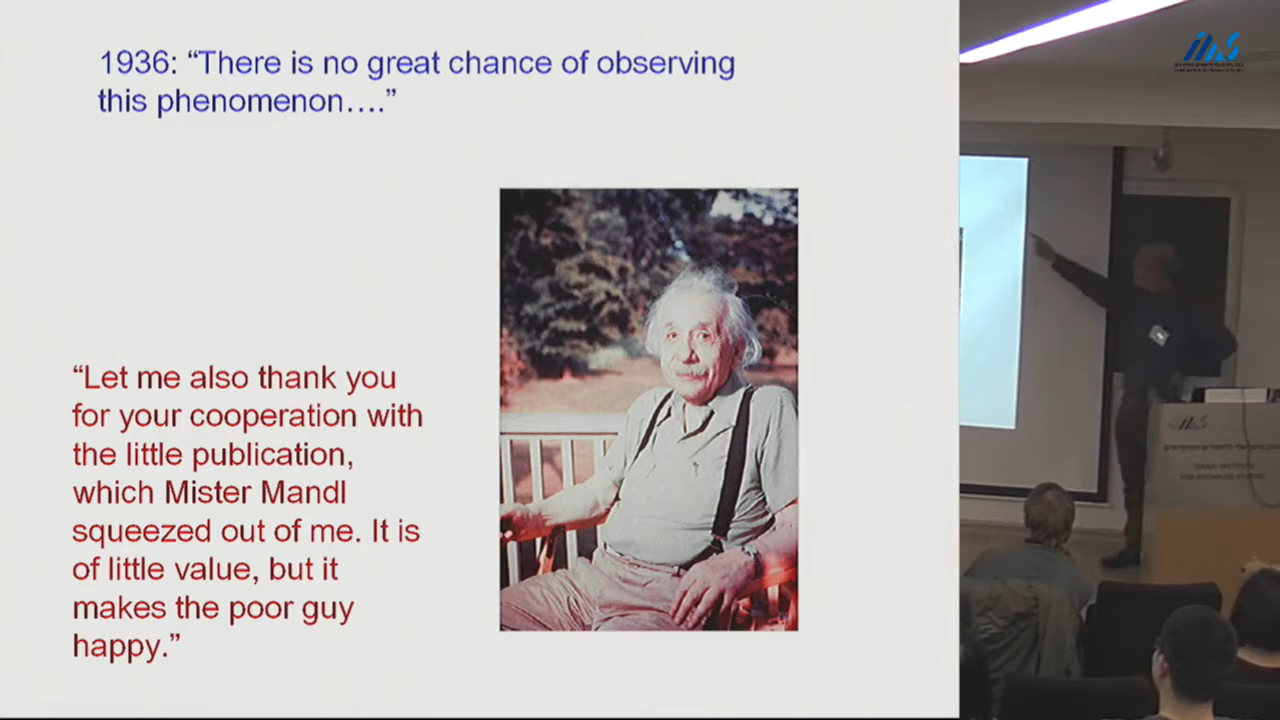 1936: “There is no great chance of observing
this phenomenon….”
“Let me also thank you
for your cooperation with
the little publication,
which Mister Mandl
squeezed out of me. It is
of little value, but it
makes the poor guy
happy.”